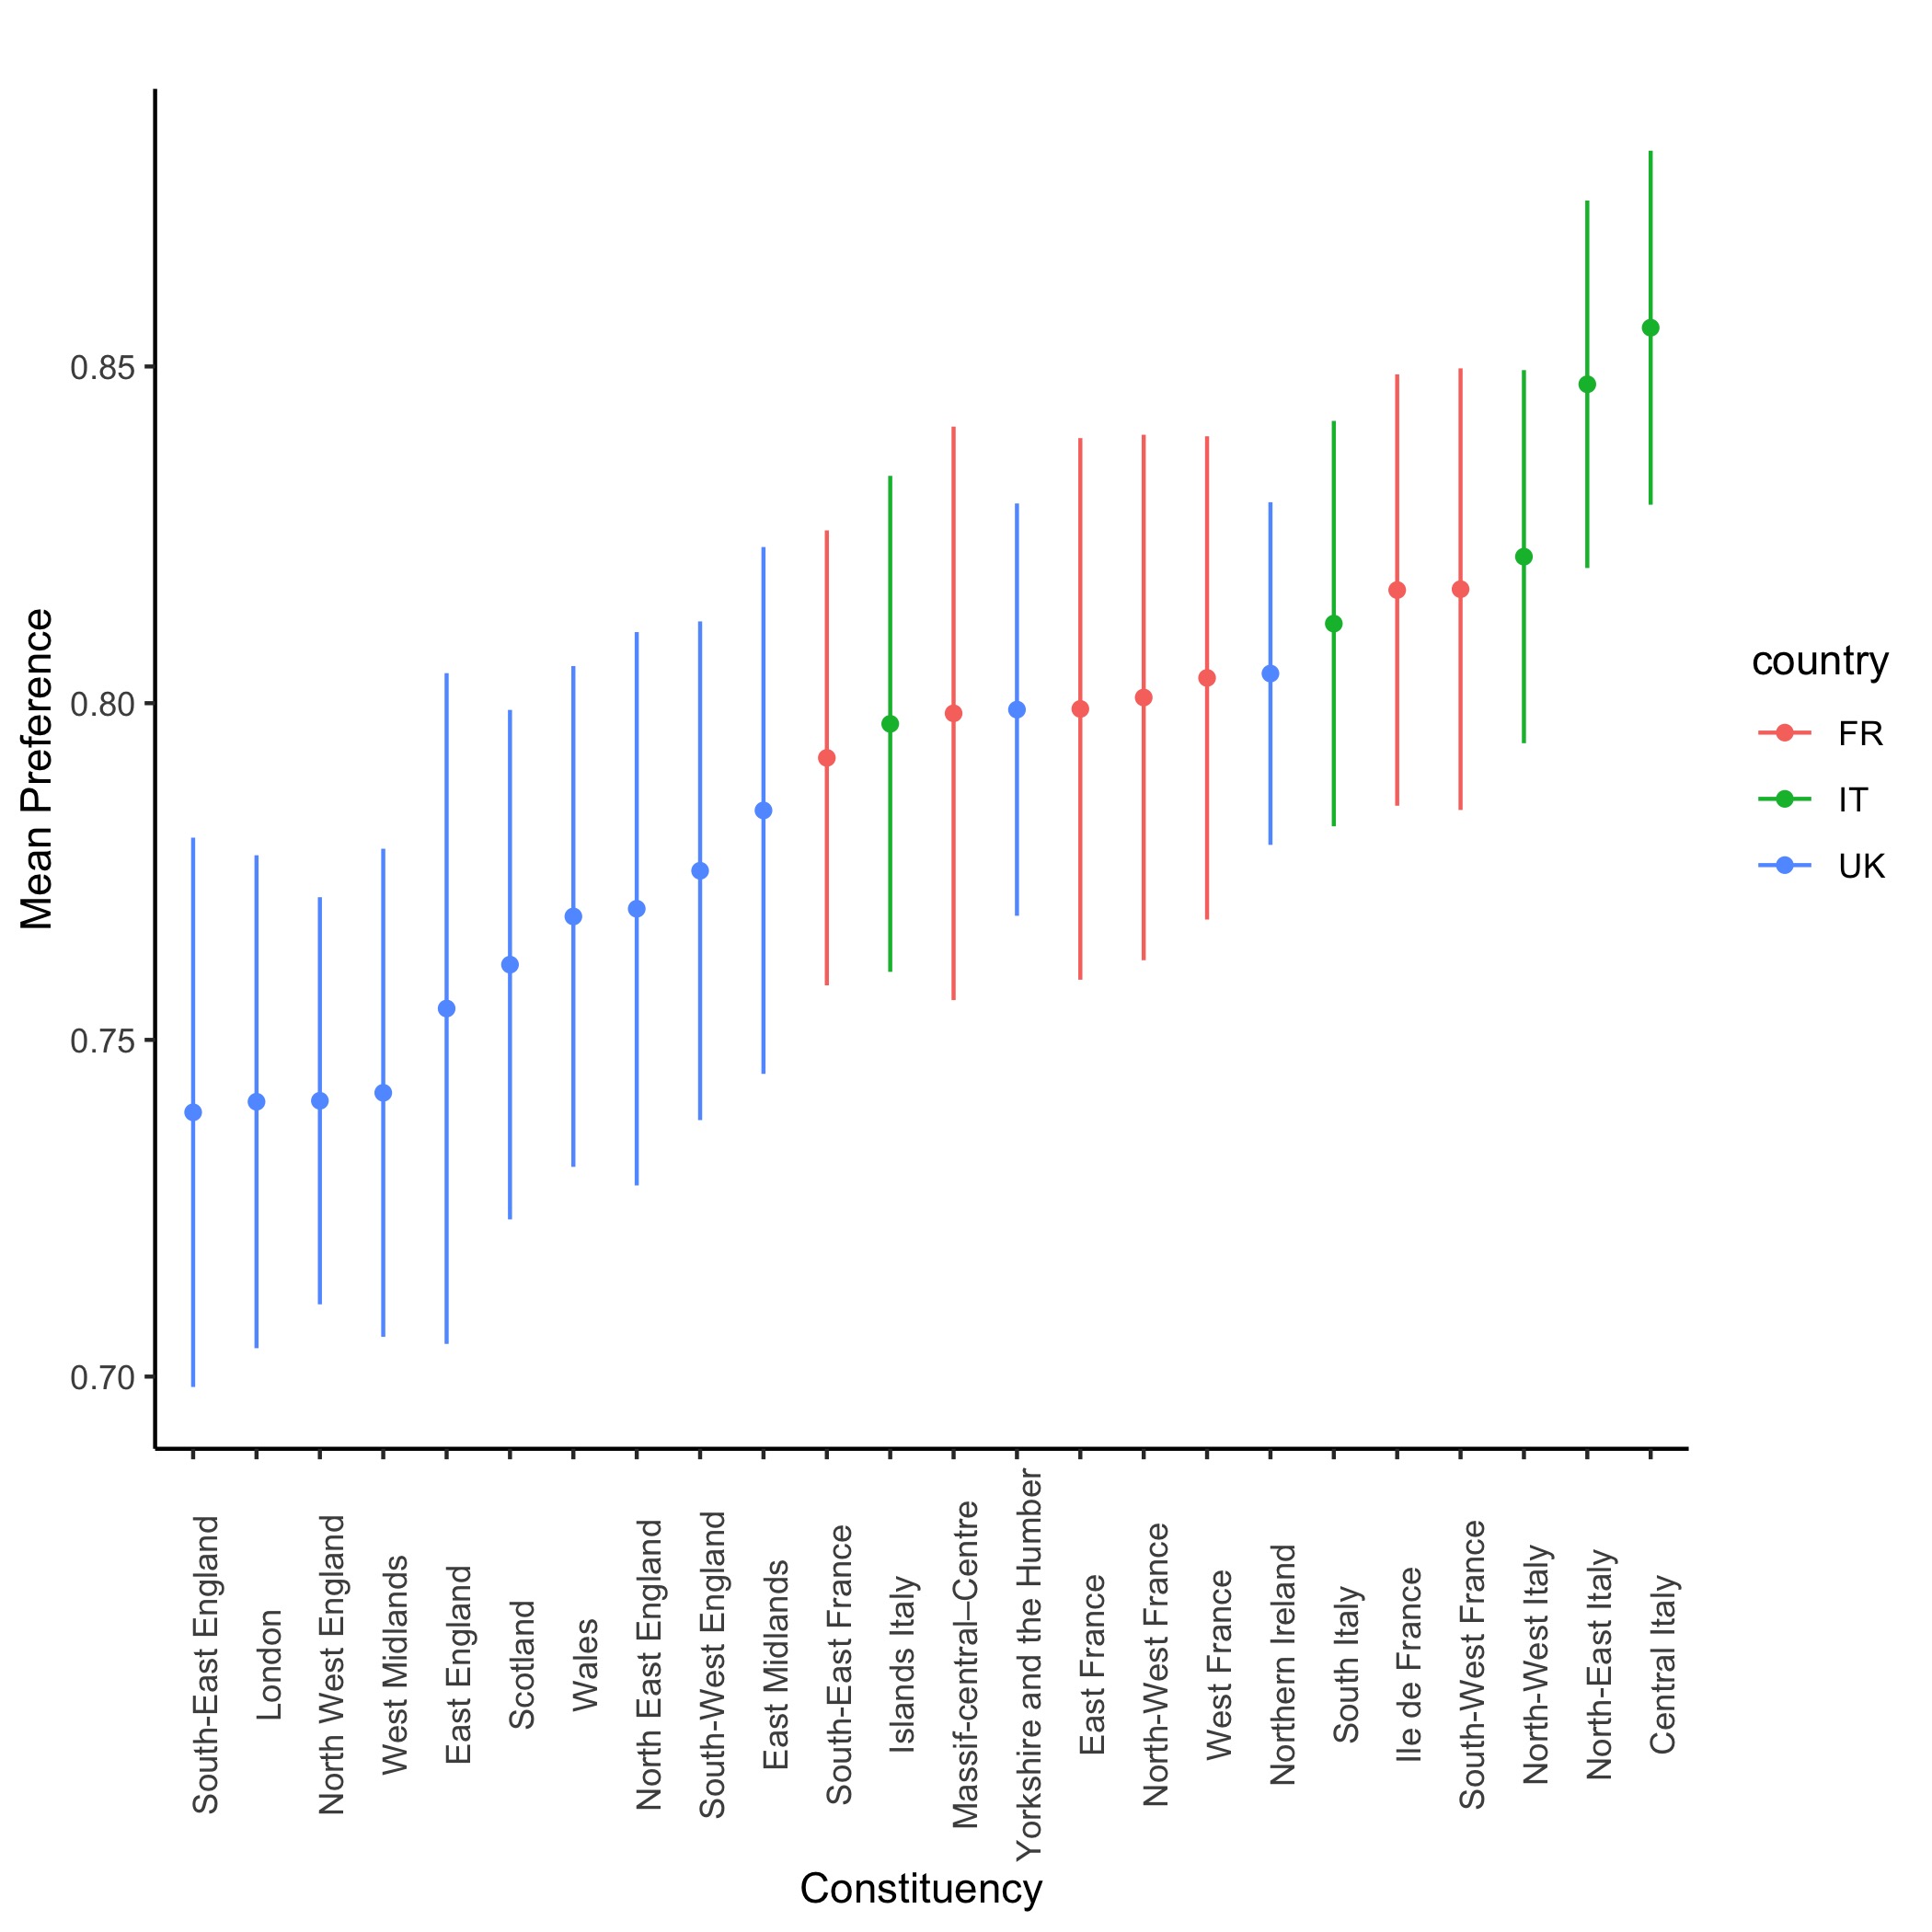 Mean Preference
0.85
0.80
0.75
0.70
South-East England
London
North West England
West Midlands
East England
Scotland
Wales
North East England
South-West England
East Midlands
South-East France
Islands Italy
Massif-central–Centre
Yorkshire and the Humber
East France
North-West France
West France
Northern Ireland
South Italy
Ile de France
South-West France
North-West Italy
North-East Italy
Central Italy
Constituency
country
FR
IT
UK